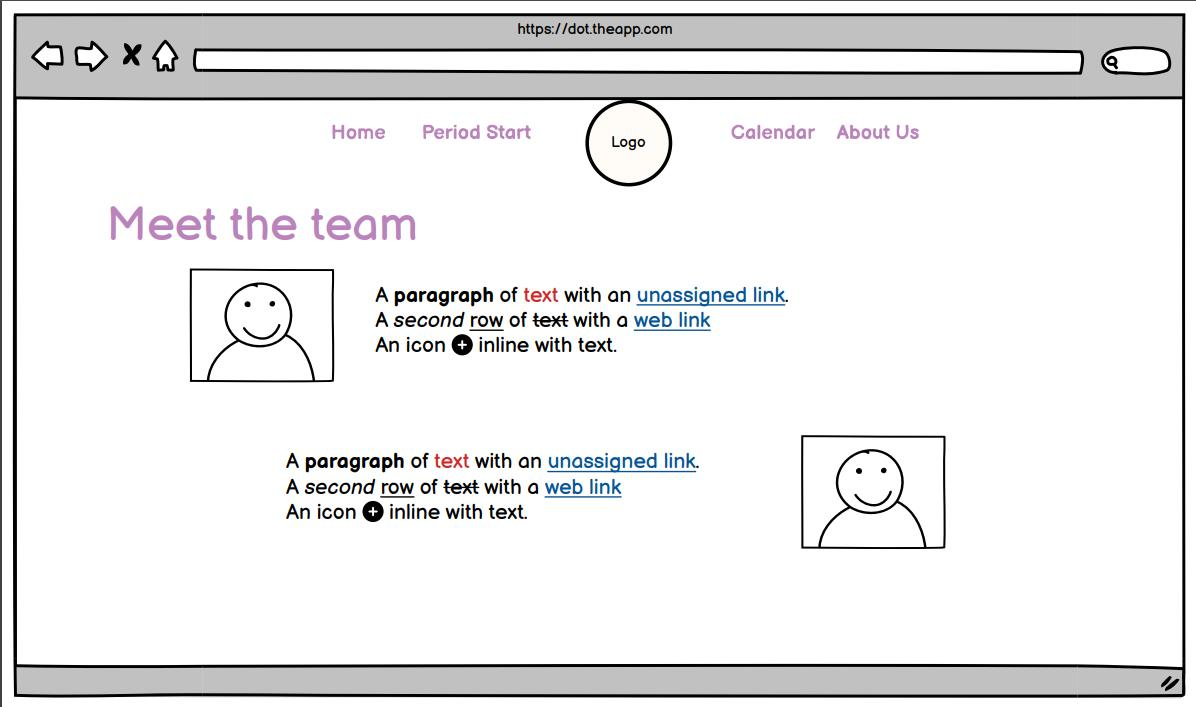 https://dot.theapp.com
Home Period Start Logo Calendar About Us
Meet the team
A paragraph of text with an unassigned link.
A second row of text with a web link
An icon + inline with text.
A paragraph of text with an unassigned link.
A second row of text with a web link
An icon + inline with text.